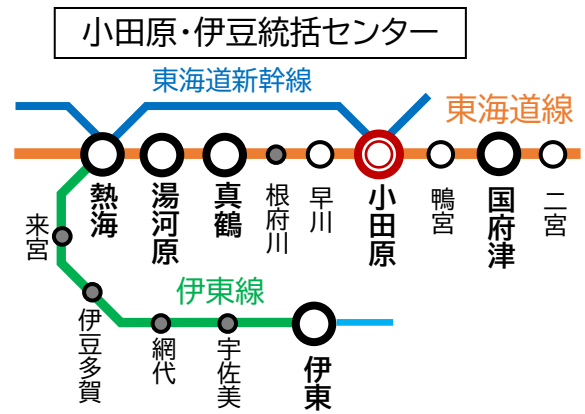 小田原・伊豆統括センター
東海道新幹線
東海道線
熱海
湯河原
真鶴
根府川
早川
小田原
鴨宮
国府津
二宮
来宮
伊東線
伊豆多賀
網代
宇佐美
伊東